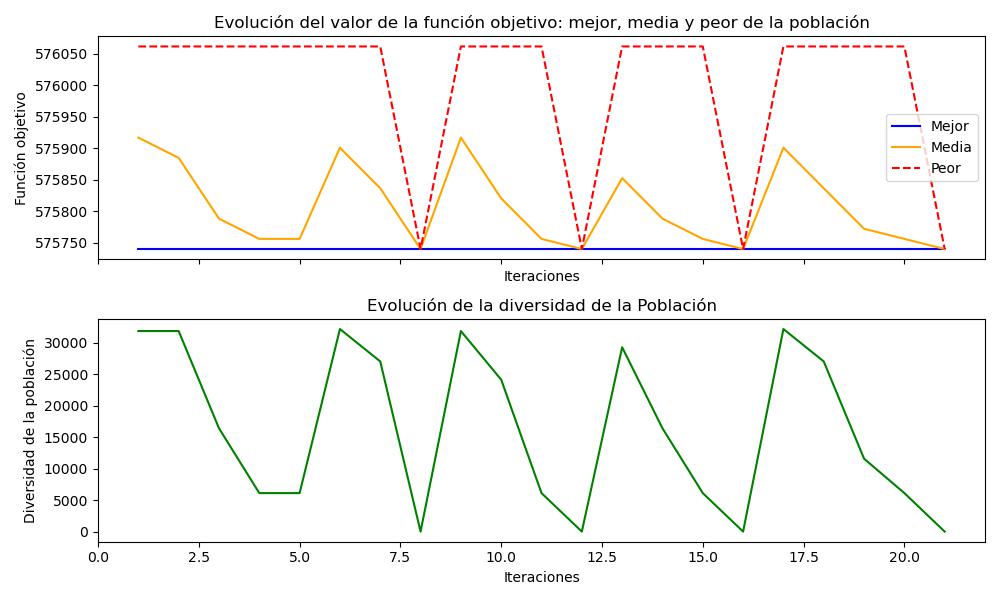 Evolución del valor de la función objetivo: mejor, media y peor de la población
Función objetivo
576050
576000
575950
575900
575850
575800
575750
Mejor
Media
Peor
Iteraciones
Evolución de la diversidad de la Población
Diversidad de la población
30000
25000
20000
15000
10000
5000
0
0.0 2.5 5.0 7.5 10.0 12.5 15.0 17.5 20.0
Iteraciones